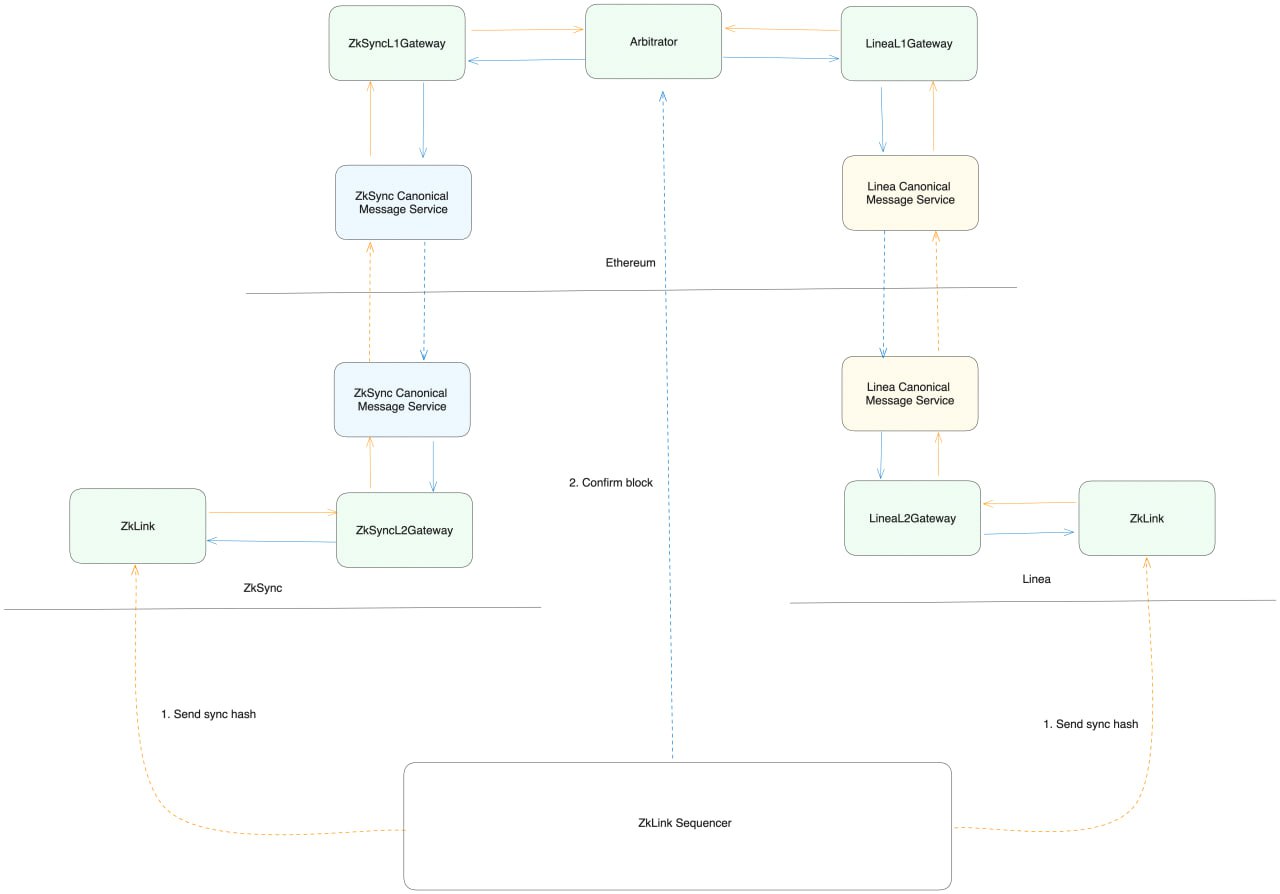 ZkSyncL1Gateway
Arbitrator
LineaL1Gateway
ZkSync Canonical
Message Service
Linea Canonical
Message Service
Ethereum
ZkSync Canonical
Message Service
Linea Canonical
Message Service
2. Confirm block
ZkLink
ZkSyncL2Gateway
LineaL2Gateway
ZkLink
ZkSync
Linea
1. Send sync hash
1. Send sync hash
ZkLink Sequencer